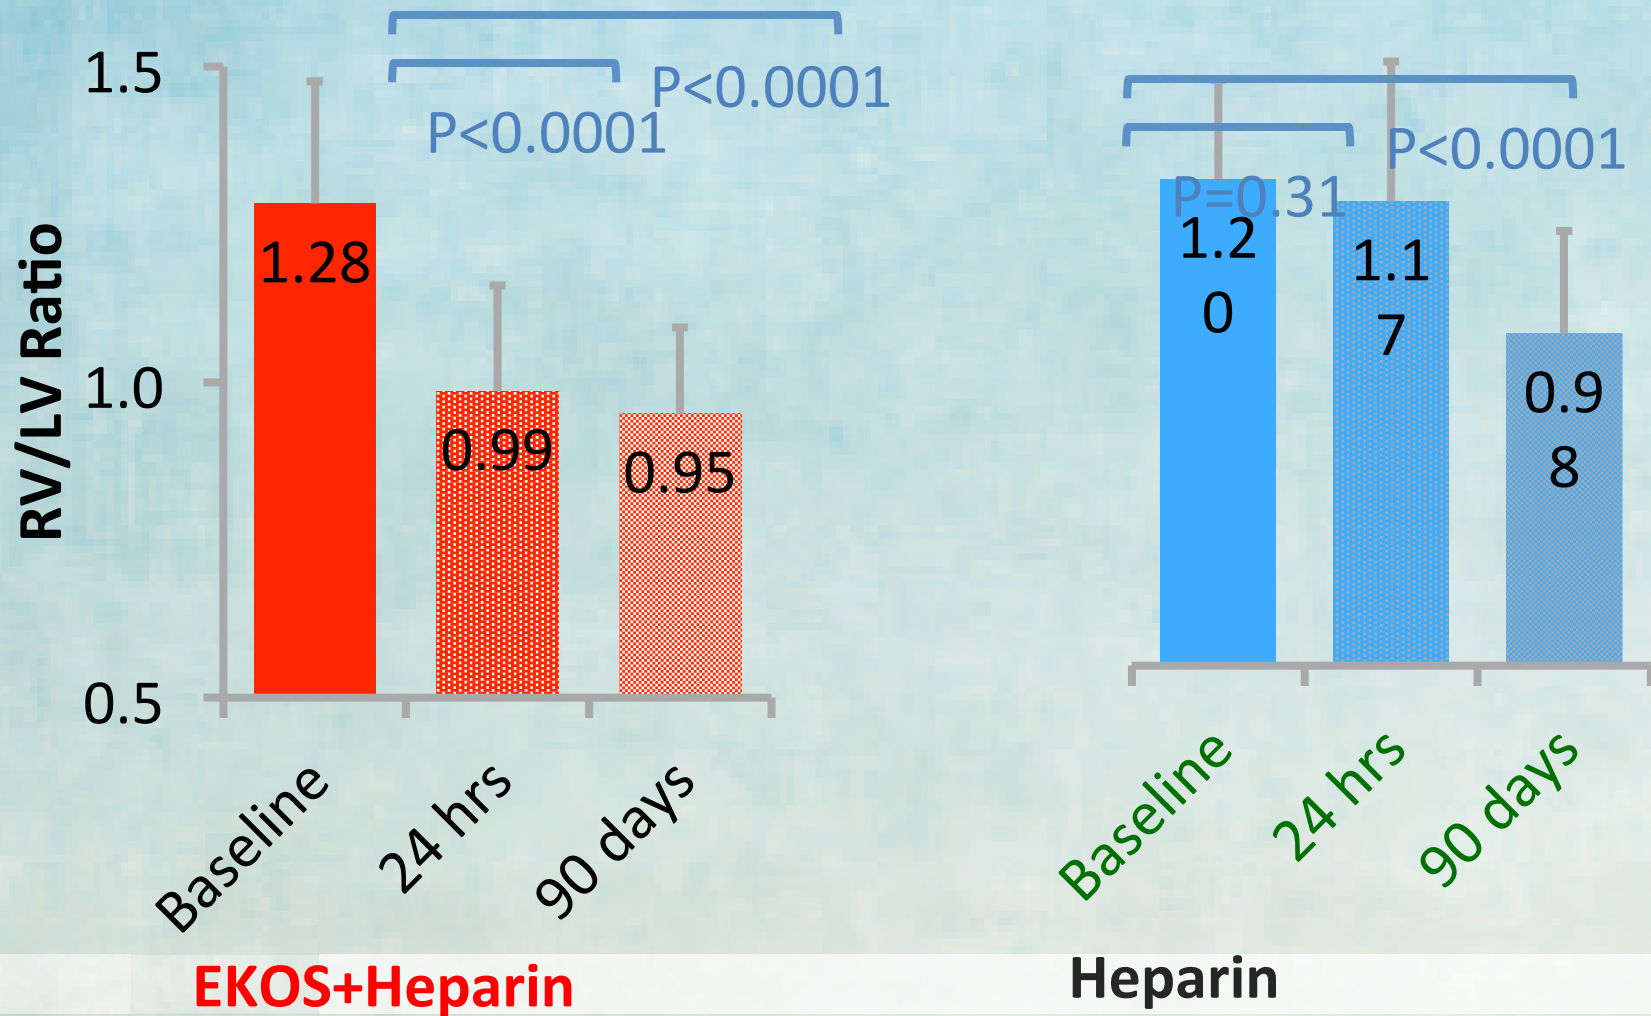 1.5
1.0
0.5
RV/LV Ratio
P<0.0001
P<0.0001
1.28
0.99
0.95
Baseline
24 hrs
90 days
EKOS+Heparin
P<0.0001
P=0.31
1.2
0
1.1
7
0.9
8
Baseline
24 hrs
90 days
Heparin